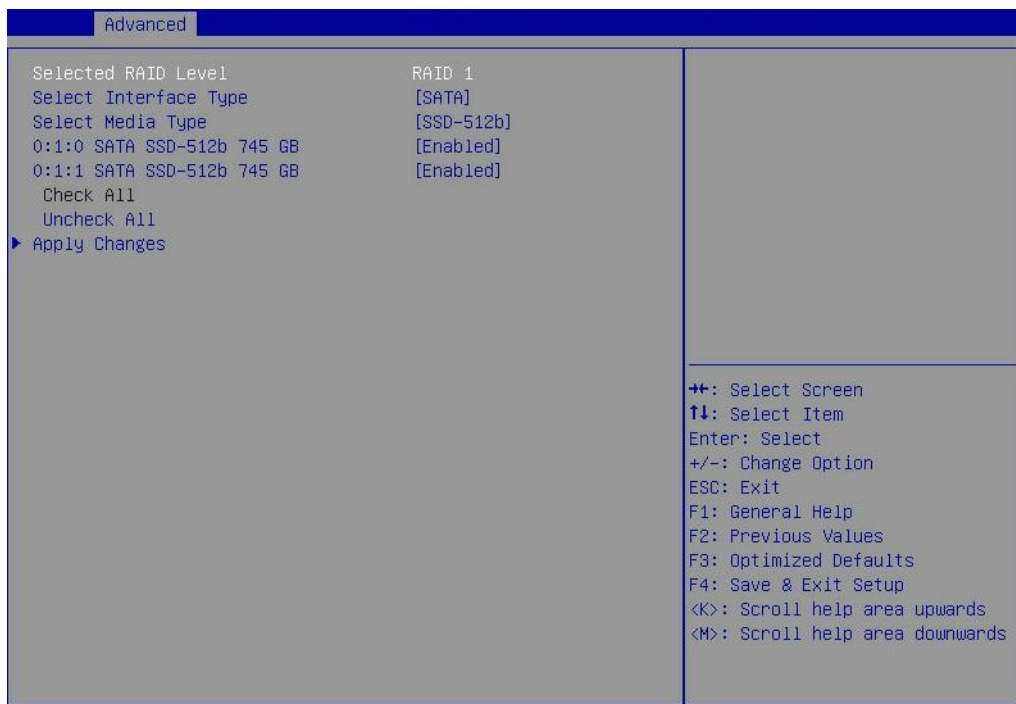 Advanced
Selected RAID Level RAID 1
Select Interface Type [SATA]
Select Media Type [SSD-512b]
0:1:0 SATA SSD-512b 745 GB [Enabled]
0:1:1 SATA SSD-512b 745 GB [Enabled]
Check All
Uncheck All
Apply Changes
→←: Select Screen
↑↓: Select Item
Enter: Select
+/-: Change Option
ESC: Exit
F1: General Help
F2: Previous Values
F3: Optimized Defaults
F4: Save & Exit Setup
<K>: Scroll help area upwards
<M>: Scroll help area downwards